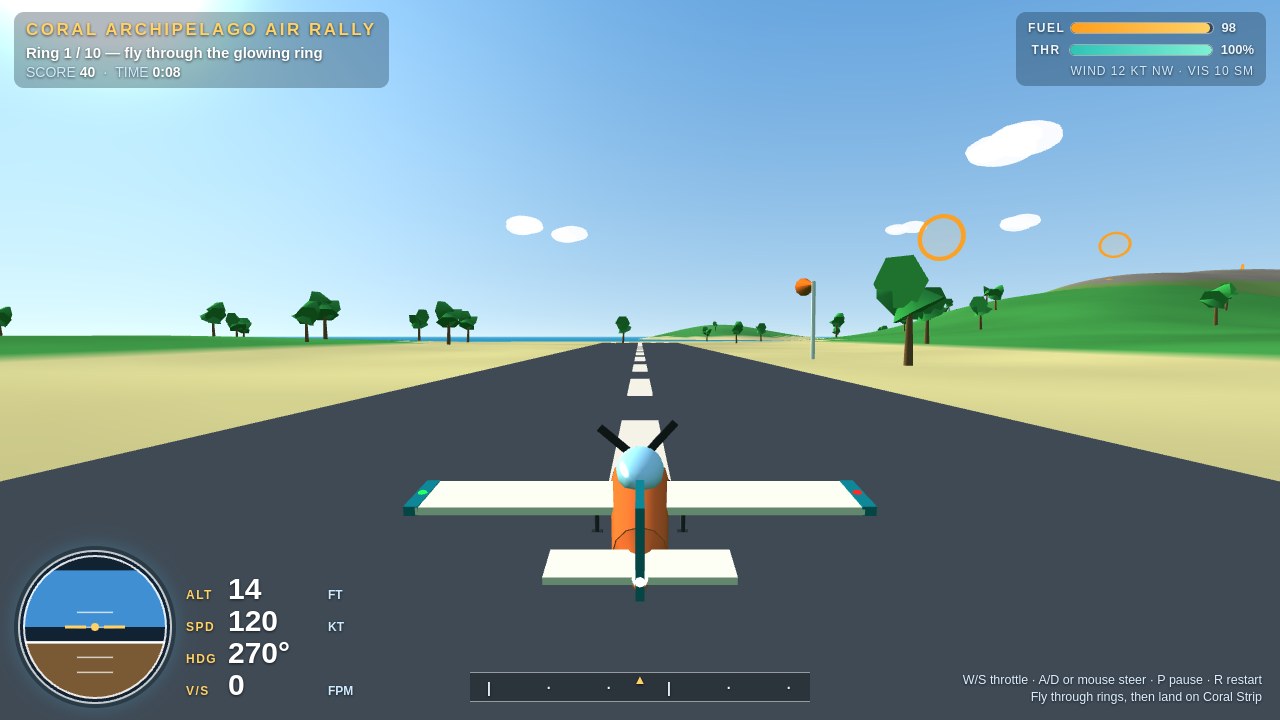 CORAL ARCHIPELAGO AIR RALLY
Ring 1 / 10 — fly through the glowing ring
SCORE 40 · TIME 0:08
FUEL 98
THR 100%
WIND 12 KT NW · VIS 10 SM
ALT 14 FT
SPD 120 KT
HDG 270°
V/S 0 FPM
W/S throttle · A/D or mouse steer · P pause · R restart
Fly through rings, then land on Coral Strip